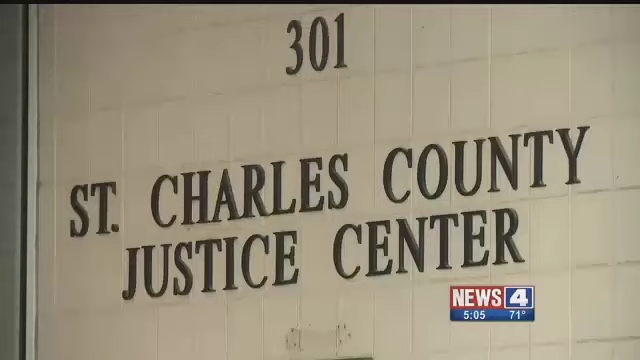 301
ST. CHARLES COUNTY
JUSTICE CENTER
NEWS 4
5:05 71°